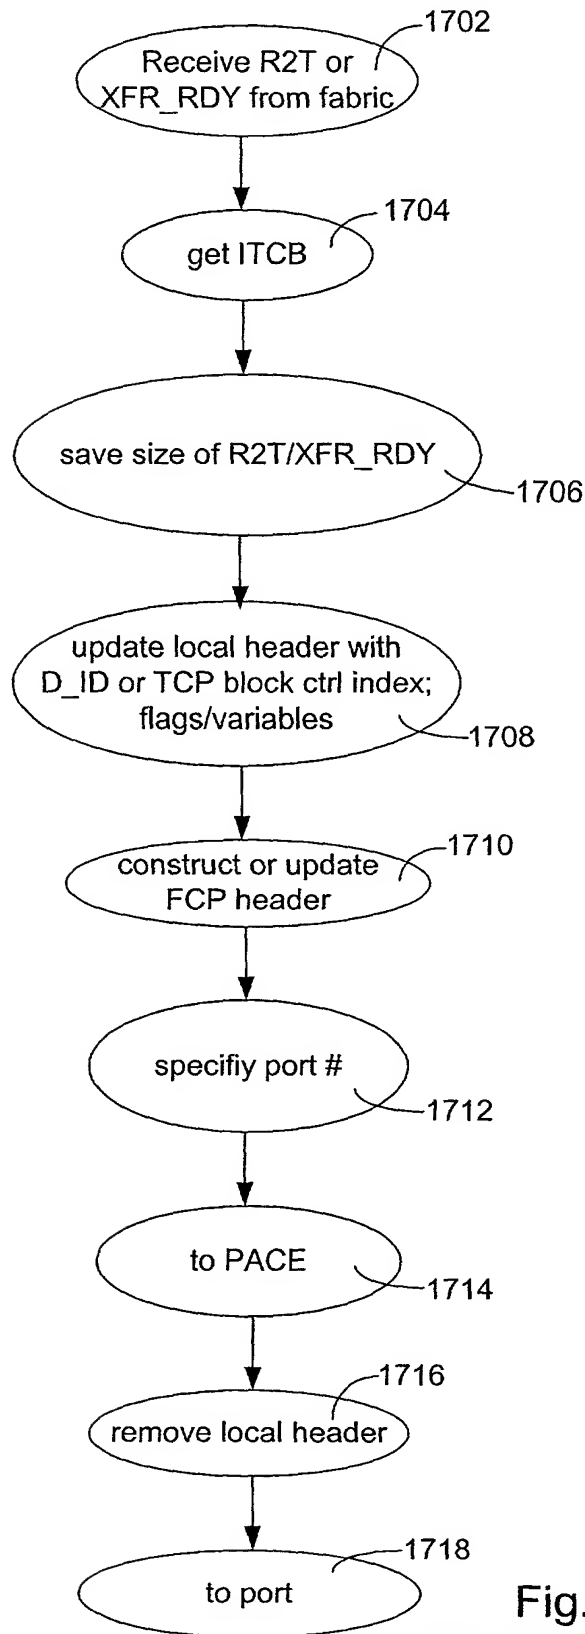 1702
Receive R2T or
XFR_RDY from fabric
1704
get ITCB
save size of R2T/XFR_RDY
1706
update local header with
D_ID or TCP block ctrl index;
flags/variables
1708
1710
construct or update
FCP header
specifiy port #
1712
to PACE
1714
1716
remove local header
1718
to port
Fig.